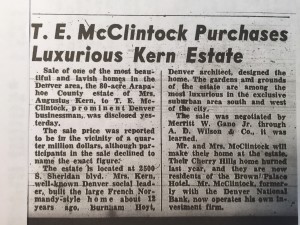 T. E. McClintock Purchases
Luxurious Kern Estate
Sale of one of the most beau-
tiful and lavish homes in the
Denver area, the 80-acre Arapa-
hoe County estate of Mrs.
Augustus Kern, to T. E. Mc-
Clintock, prominent Denver
businessman, was disclosed yes-
terday.
The sale price was reported
to be in the vicinity of a quar-
ter million dollars, although par-
ticipants in the sale declined to
name the exact figure.
The estate is located at 2500
S. Sheridan blvd. Mrs. Kern,
well-known Denver social lead-
er, built the large French Nor-
mandy-style home about 12
years ago. Burnham Hoyt,
Denver architect, designed the
home. The gardens and grounds
of the estate are among the
most luxurious in the exclusive
suburban area south and west
of the city.
The sale was negotiated by
Merritt W. Gano Jr. through
A. D. Wilson & Co., it was
learned.
Mr. and Mrs. McClintock will
make their home at the estate.
Their Cherry Hills home burned
last year, and they are now
residents of the Brown Palace
Hotel. Mr. McClintock, former-
ly with the Denver National
Bank, now operates his own in-
vestment firm.